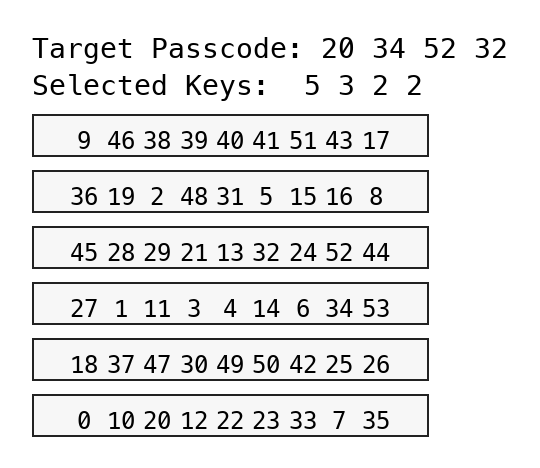 Target Passcode: 20 34 52 32
Selected Keys: 5 3 2 2
9 46 38 39 40 41 51 43 17
36 19 2 48 31 5 15 16 8
45 28 29 21 13 32 24 52 44
27 1 11 3 4 14 6 34 53
18 37 47 30 49 50 42 25 26
0 10 20 12 22 23 33 7 35